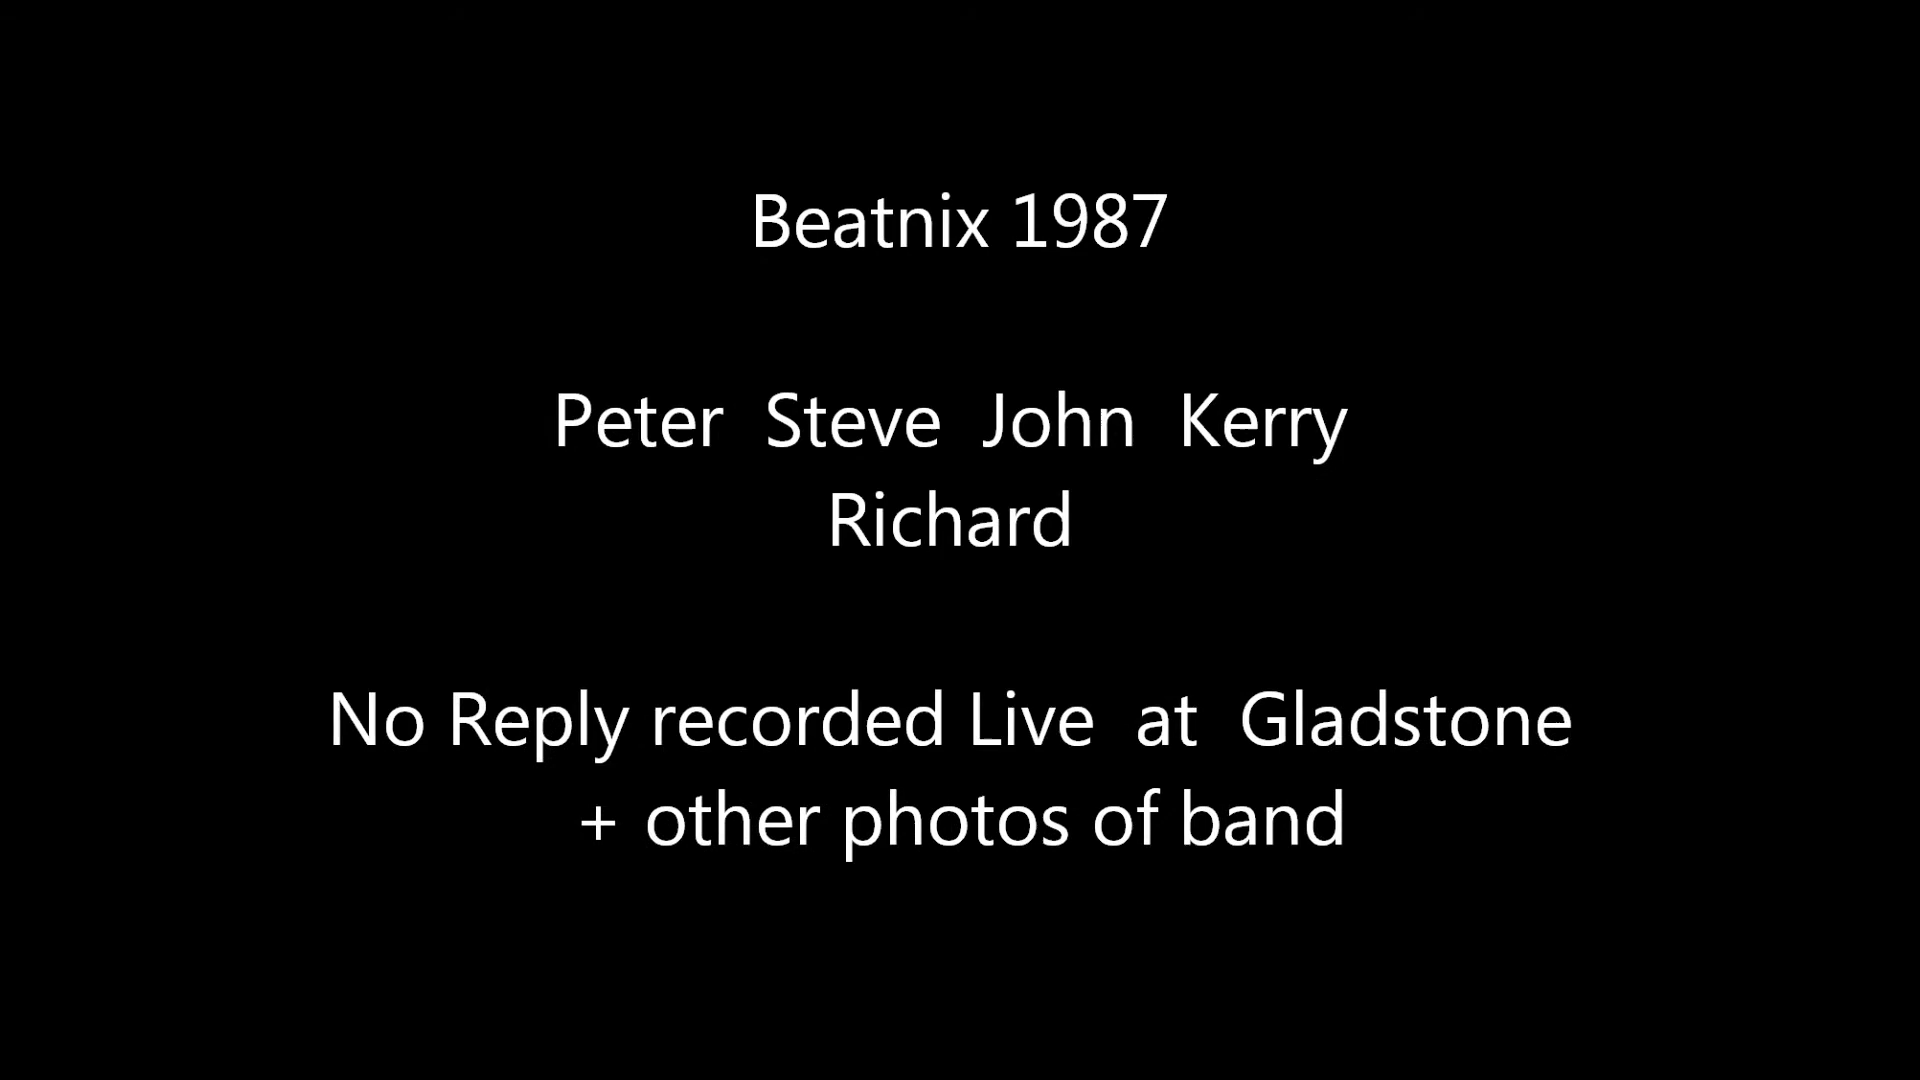 Beatnix 1987
Peter  Steve  John  Kerry
Richard
No Reply recorded Live  at  Gladstone
+ other photos of band